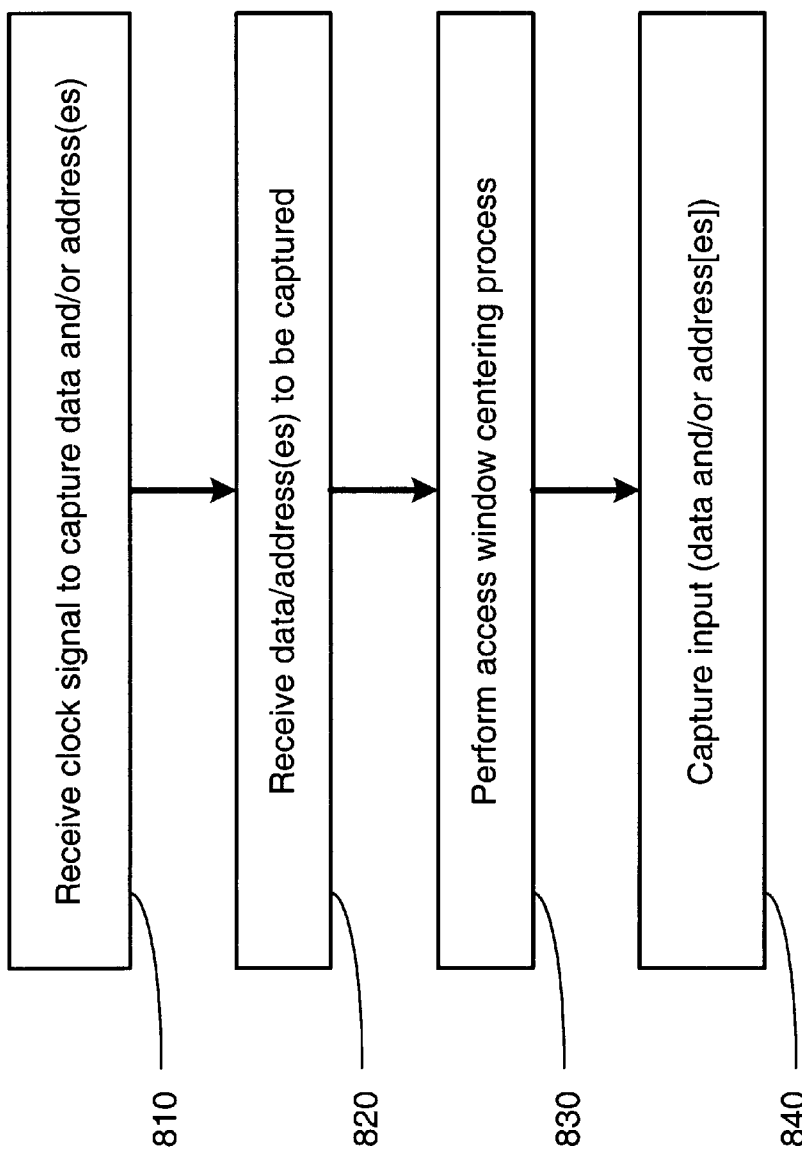 Receive clock signal to capture data and/or address(es)
810
Receive data/address(es) to be captured
820
Perform access window centering process
830
Capture input (data and/or address[es])
840